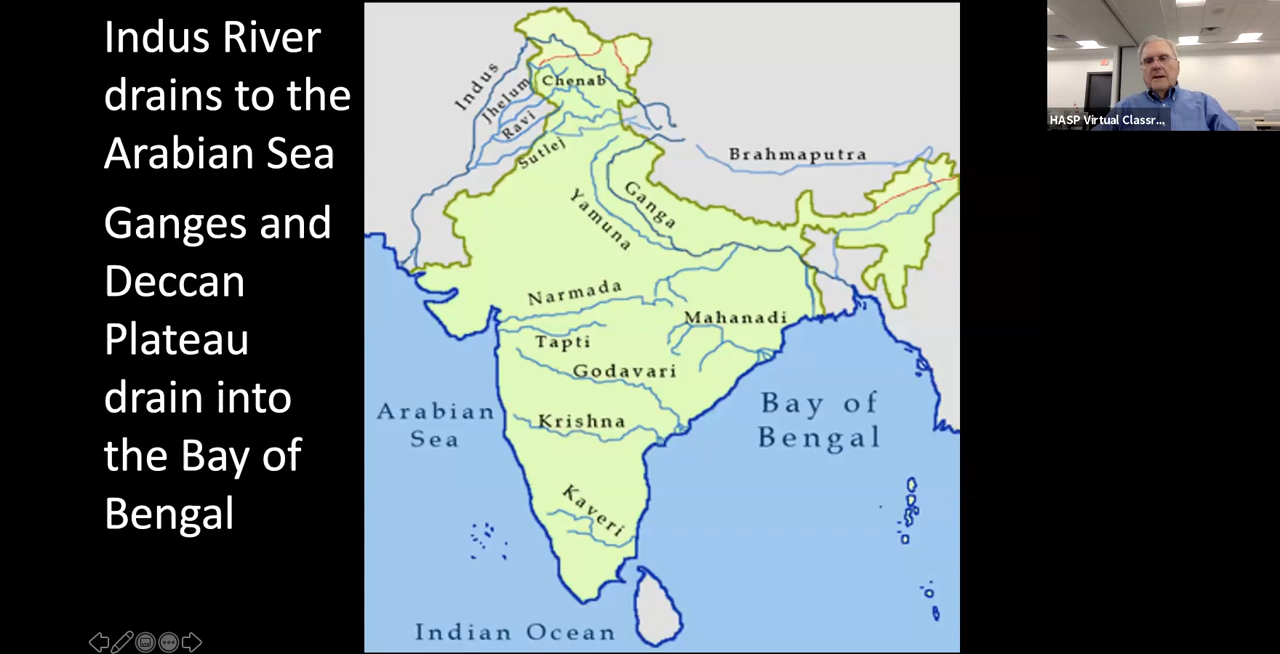 Indus River
drains to the
Arabian Sea
Ganges and
Deccan
Plateau
drain into
the Bay of
Bengal
Indus
Jhelum
Chenab
Ravi
Sutlej
Brahmaputra
Ganga
Yamuna
Narmada
Mahanadi
Tapti
Godavari
Krishna
Kaveri
Arabian
Sea
Bay of
Bengal
Indian Ocean
HASP Virtual Classr...